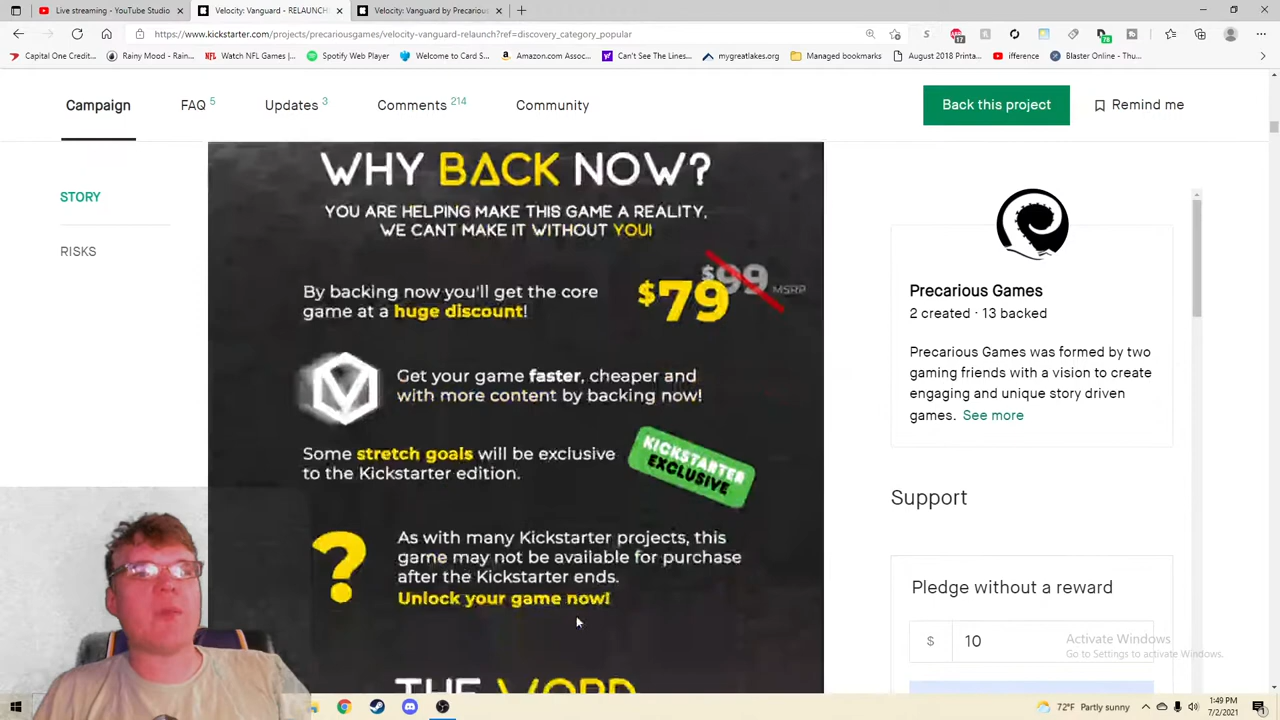 Live streaming - YouTube Studio
Velocity: Vanguard - RELAUNCH
Velocity: Vanguard by Precarious
https://www.kickstarter.com/projects/precariousgames/velocity-vanguard-relaunch?ref=discovery_category_popular
Capital One Credit...
Rainy Mood - Rainy...
Watch NFL Games |...
Spotify Web Player
Welcome to Card S...
Amazon.com Assoc...
Can't See The Lines...
mygreatlakes.org
Managed bookmarks
August 2018 Printa...
ifference
Blaster Online - Thu...
Campaign
FAQ 5
Updates 3
Comments 214
Community
Back this project
Remind me
STORY
RISKS
WHY BACK NOW?
YOU ARE HELPING MAKE THIS GAME A REALITY,
WE CANT MAKE IT WITHOUT YOU!
By backing now you'll get the core
game at a huge discount!
$99 MSRP
$79
Get your game faster, cheaper and
with more content by backing now!
Some stretch goals will be exclusive
to the Kickstarter edition.
KICKSTARTER
EXCLUSIVE
?
As with many Kickstarter projects, this
game may not be available for purchase
after the Kickstarter ends.
Unlock your game now!
THE WORD
Precarious Games
2 created · 13 backed
Precarious Games was formed by two
gaming friends with a vision to create
engaging and unique story driven
games. See more
Support
Pledge without a reward
$ 10
Activate Windows
Go to Settings to activate Windows.
72°F Partly sunny
1:49 PM
7/2/2021